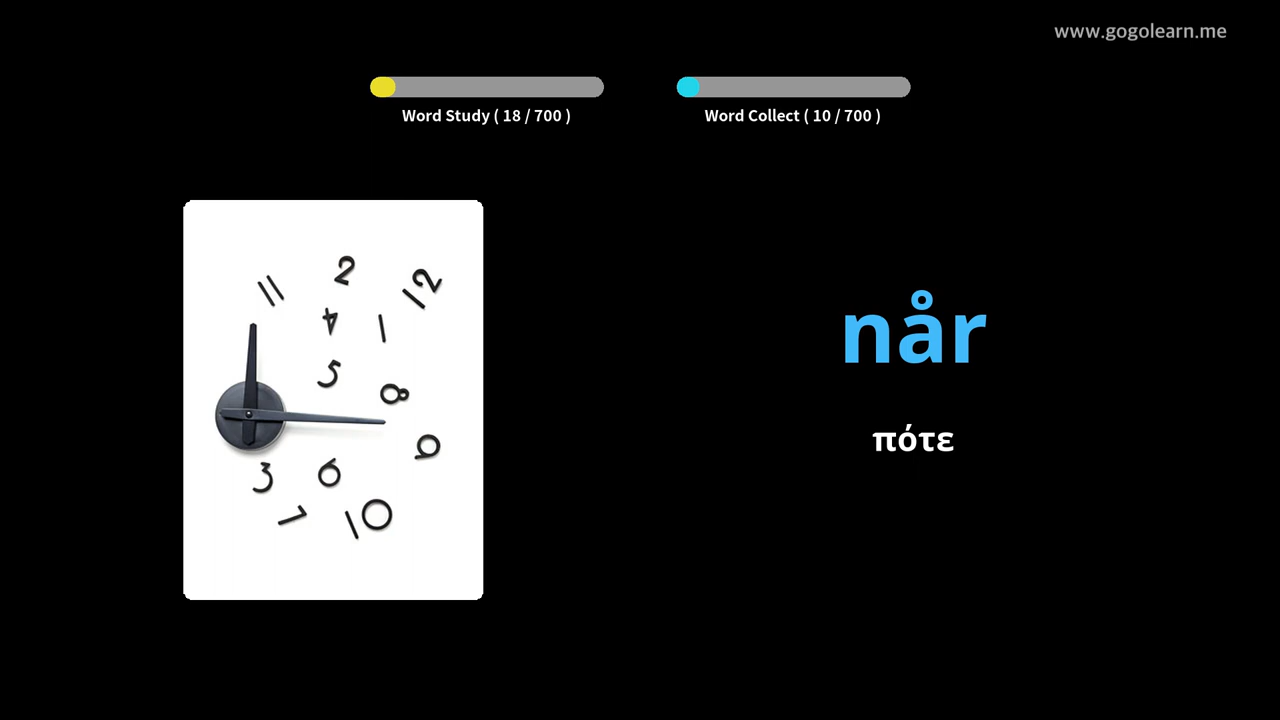 www.gogolearn.me
Word Study ( 18 / 700 )
Word Collect ( 10 / 700 )
11
2
12
4
1
5
8
9
3
6
7
10
når
πότε